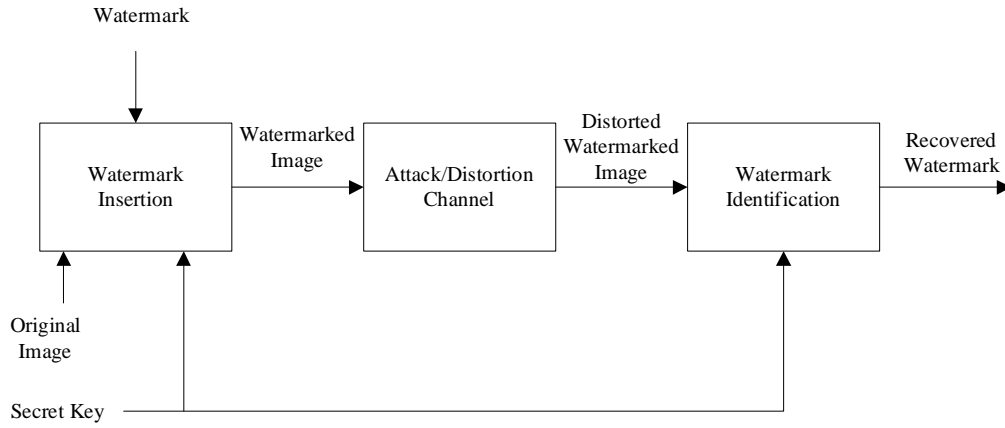 Watermark
Watermark
Insertion
Watermarked
Image
Attack/Distortion
Channel
Distorted
Watermarked
Image
Watermark
Identification
Recovered
Watermark
Original
Image
Secret Key